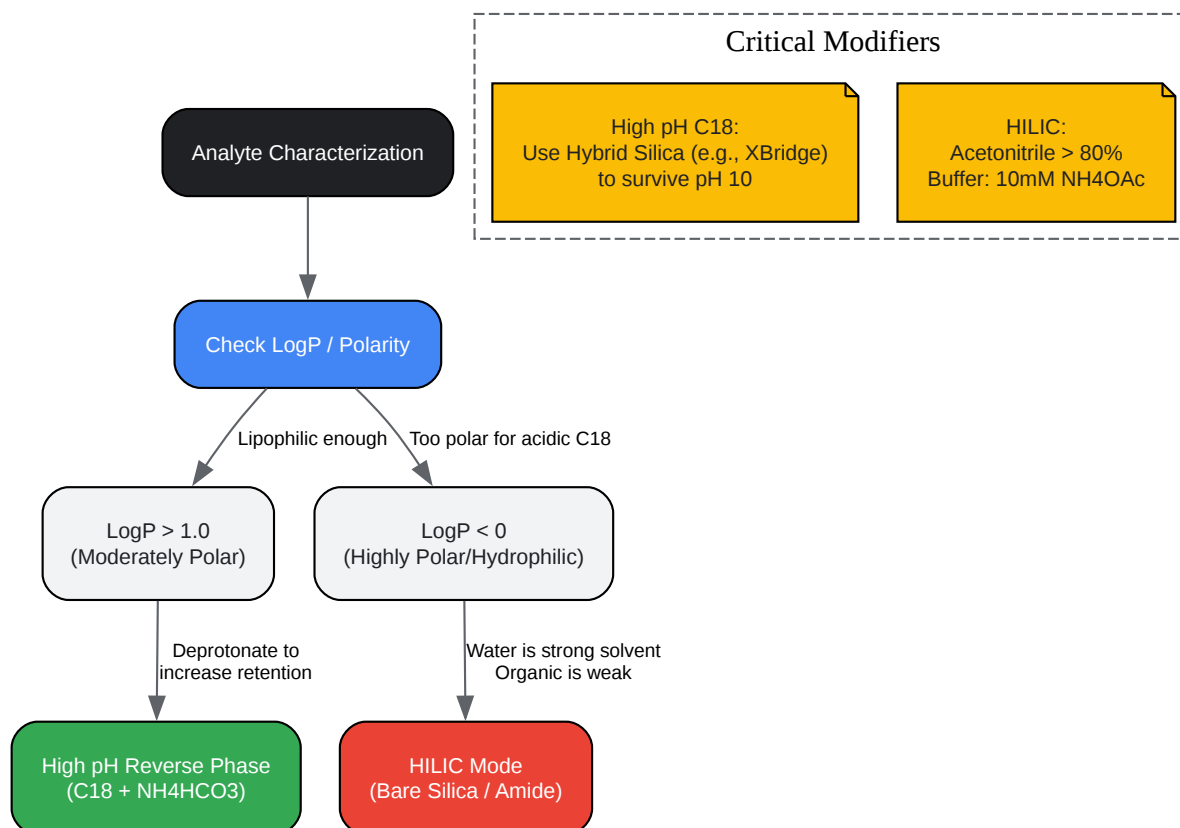 Critical Modifiers
High pH C18:
Use Hybrid Silica (e.g., XBridge)
to survive pH 10
HILIC:
Acetonitrile > 80%
Buffer: 10mM NH4OAc
Analyte Characterization
Check LogP / Polarity
Lipophilic enough
Too polar for acidic C18
LogP > 1.0
(Moderately Polar)
LogP < 0
(Highly Polar/Hydrophilic)
Deprotonate to
increase retention
Water is strong solvent
Organic is weak
High pH Reverse Phase
(C18 + NH4HCO3)
HILIC Mode
(Bare Silica / Amide)